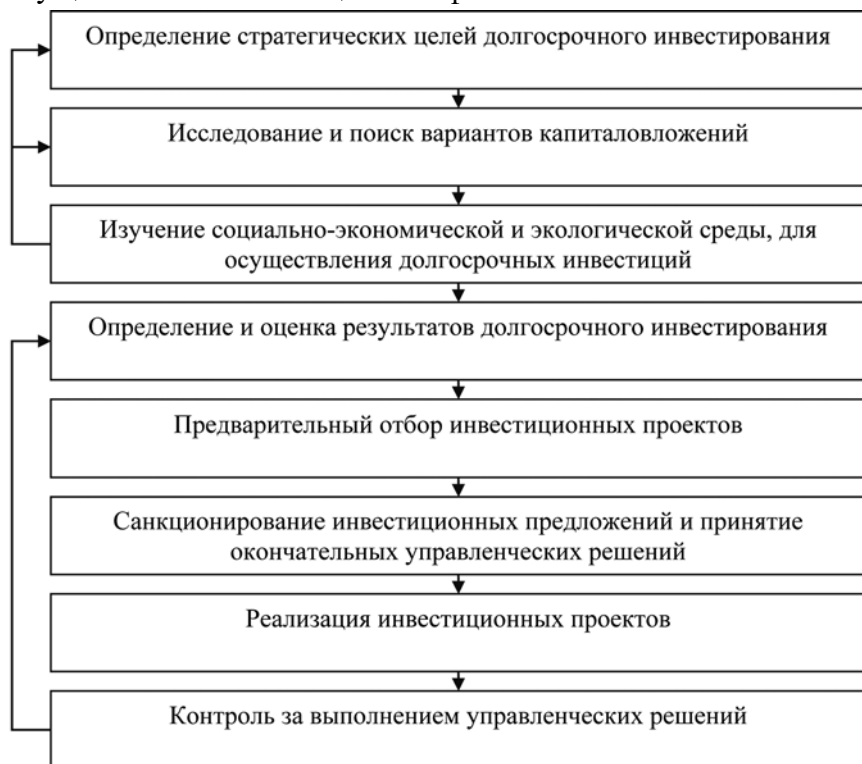 Определение стратегических целей долгосрочного инвестирования
Исследование и поиск вариантов капиталовложений
Изучение социально-экономической и экологической среды, для
осуществления долгосрочных инвестиций
Определение и оценка результатов долгосрочного инвестирования
Предварительный отбор инвестиционных проектов
Санкционирование инвестиционных предложений и принятие
окончательных управленческих решений
Реализация инвестиционных проектов
Контроль за выполнением управленческих решений